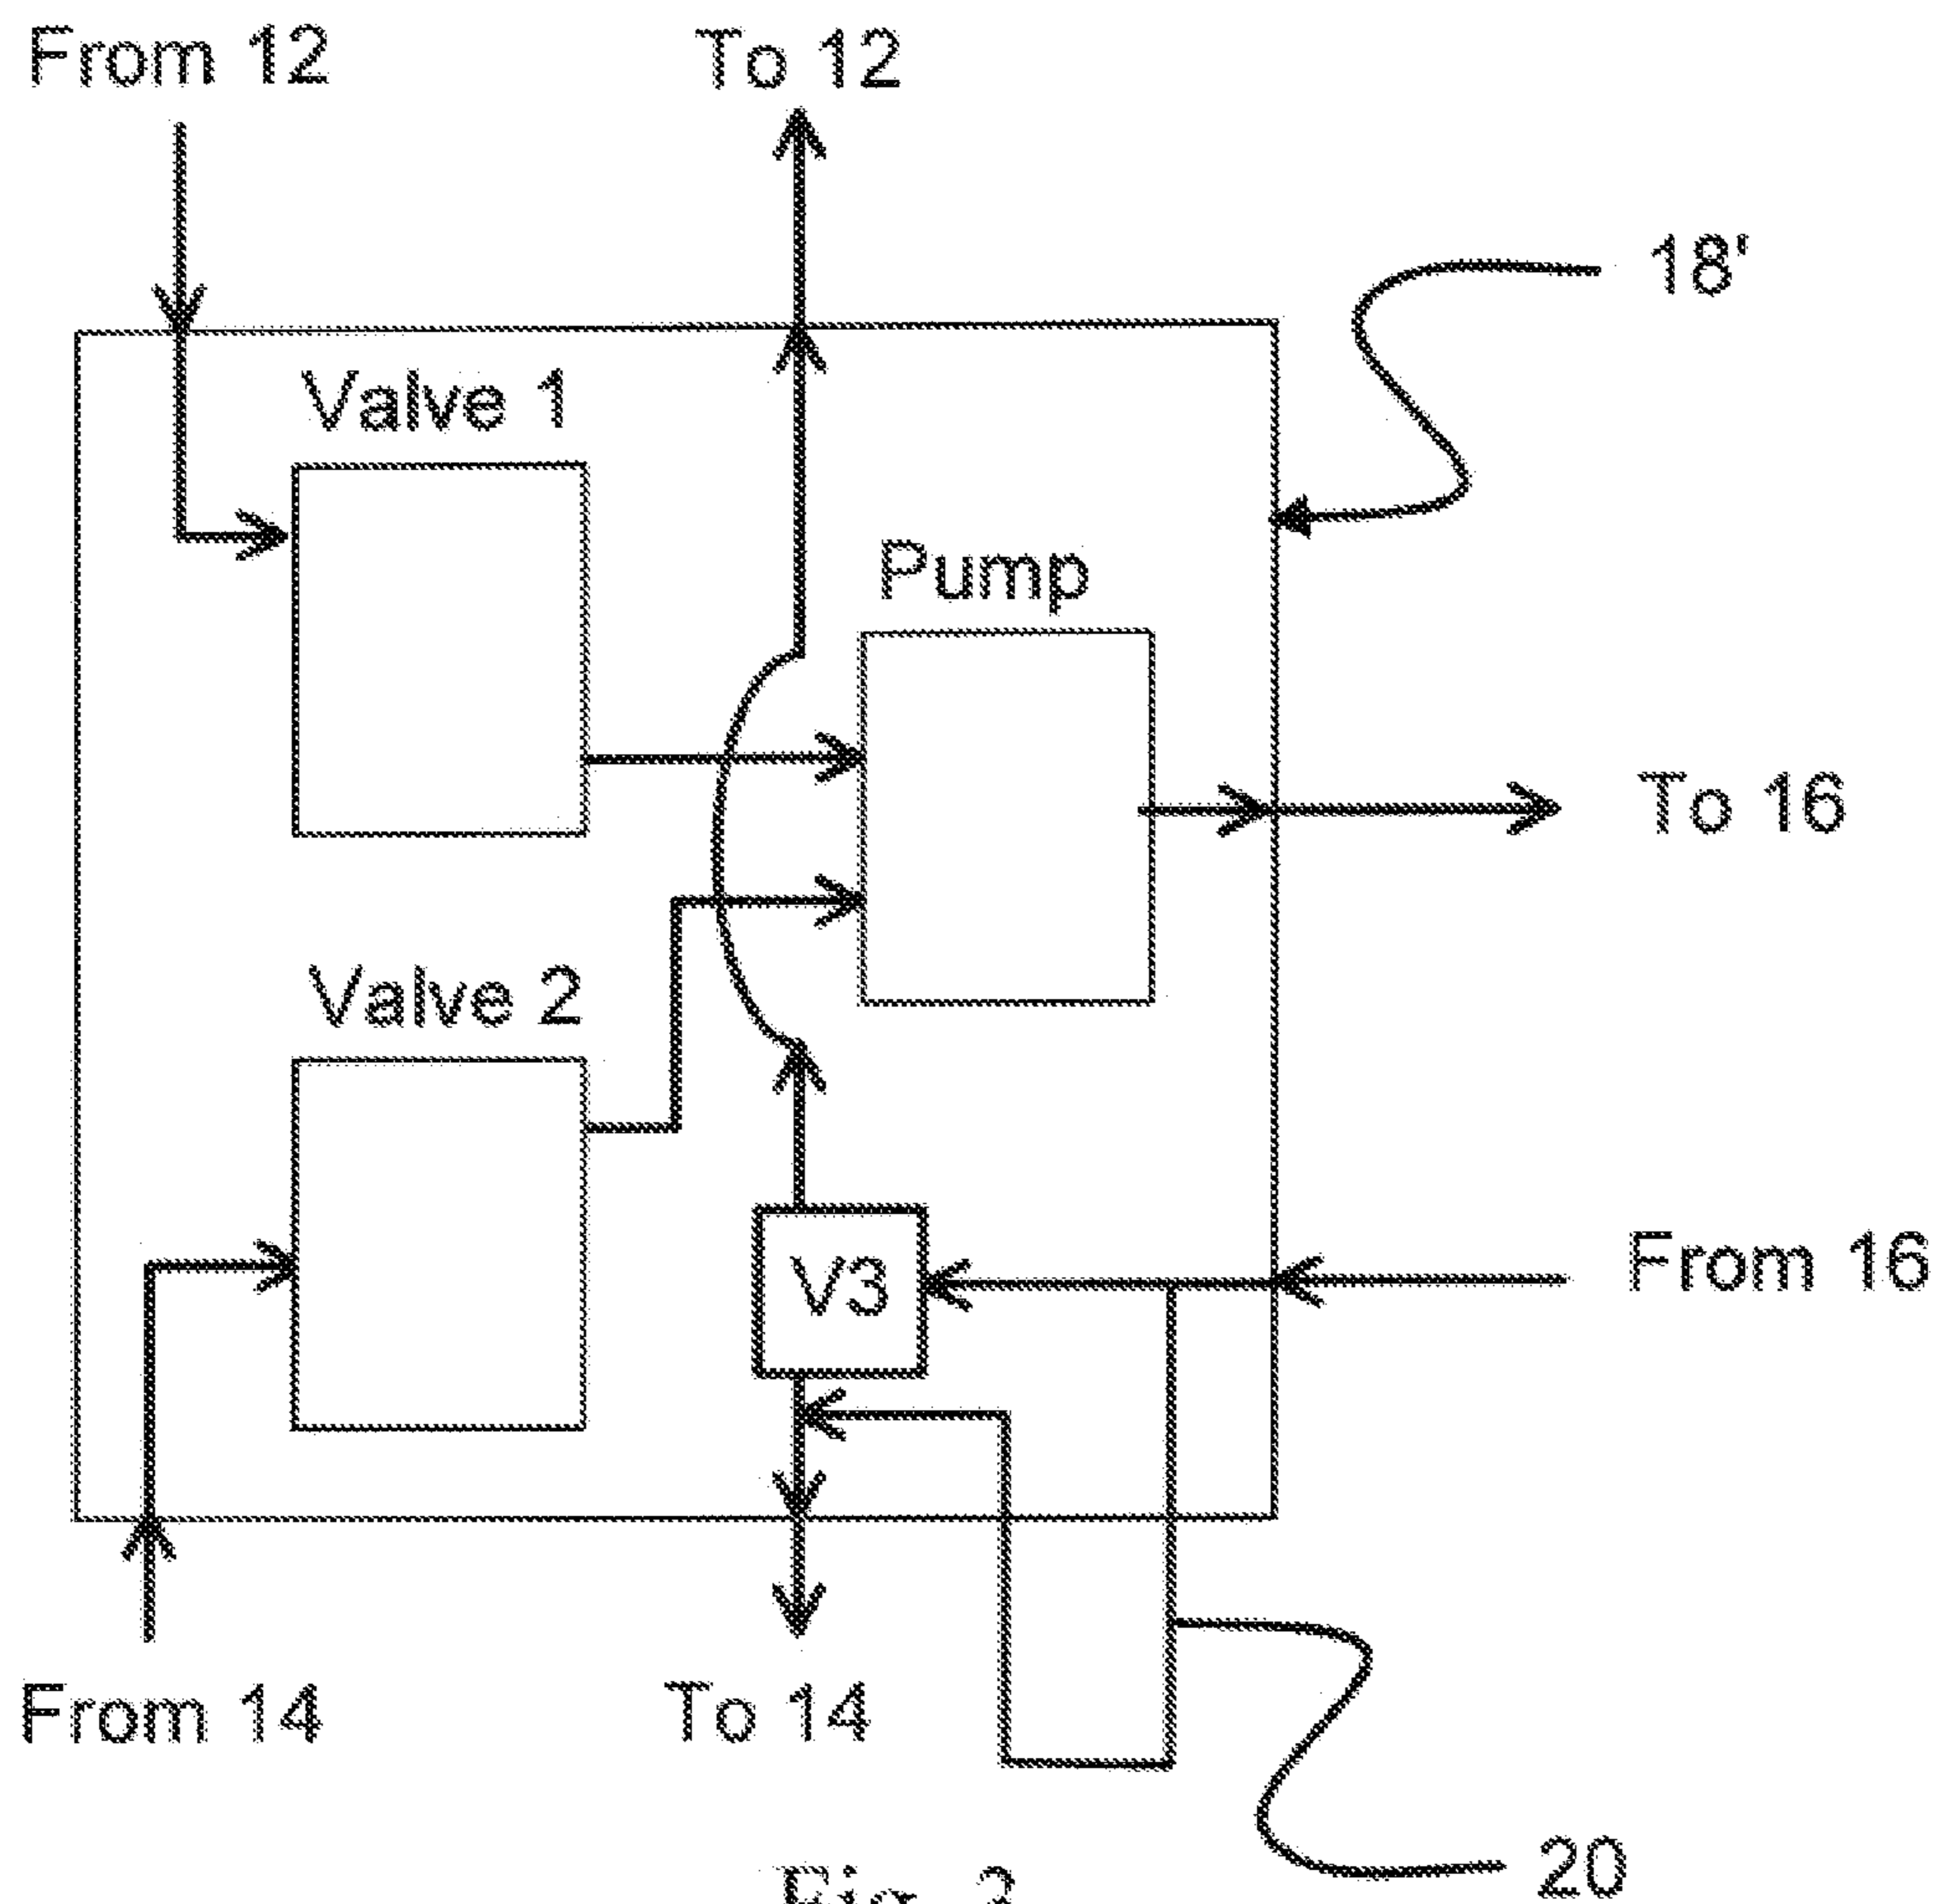 From 12
To 12
18'
Valve 1
Pump
To 16
Valve 2
V3
From 16
From 14
To 14
20